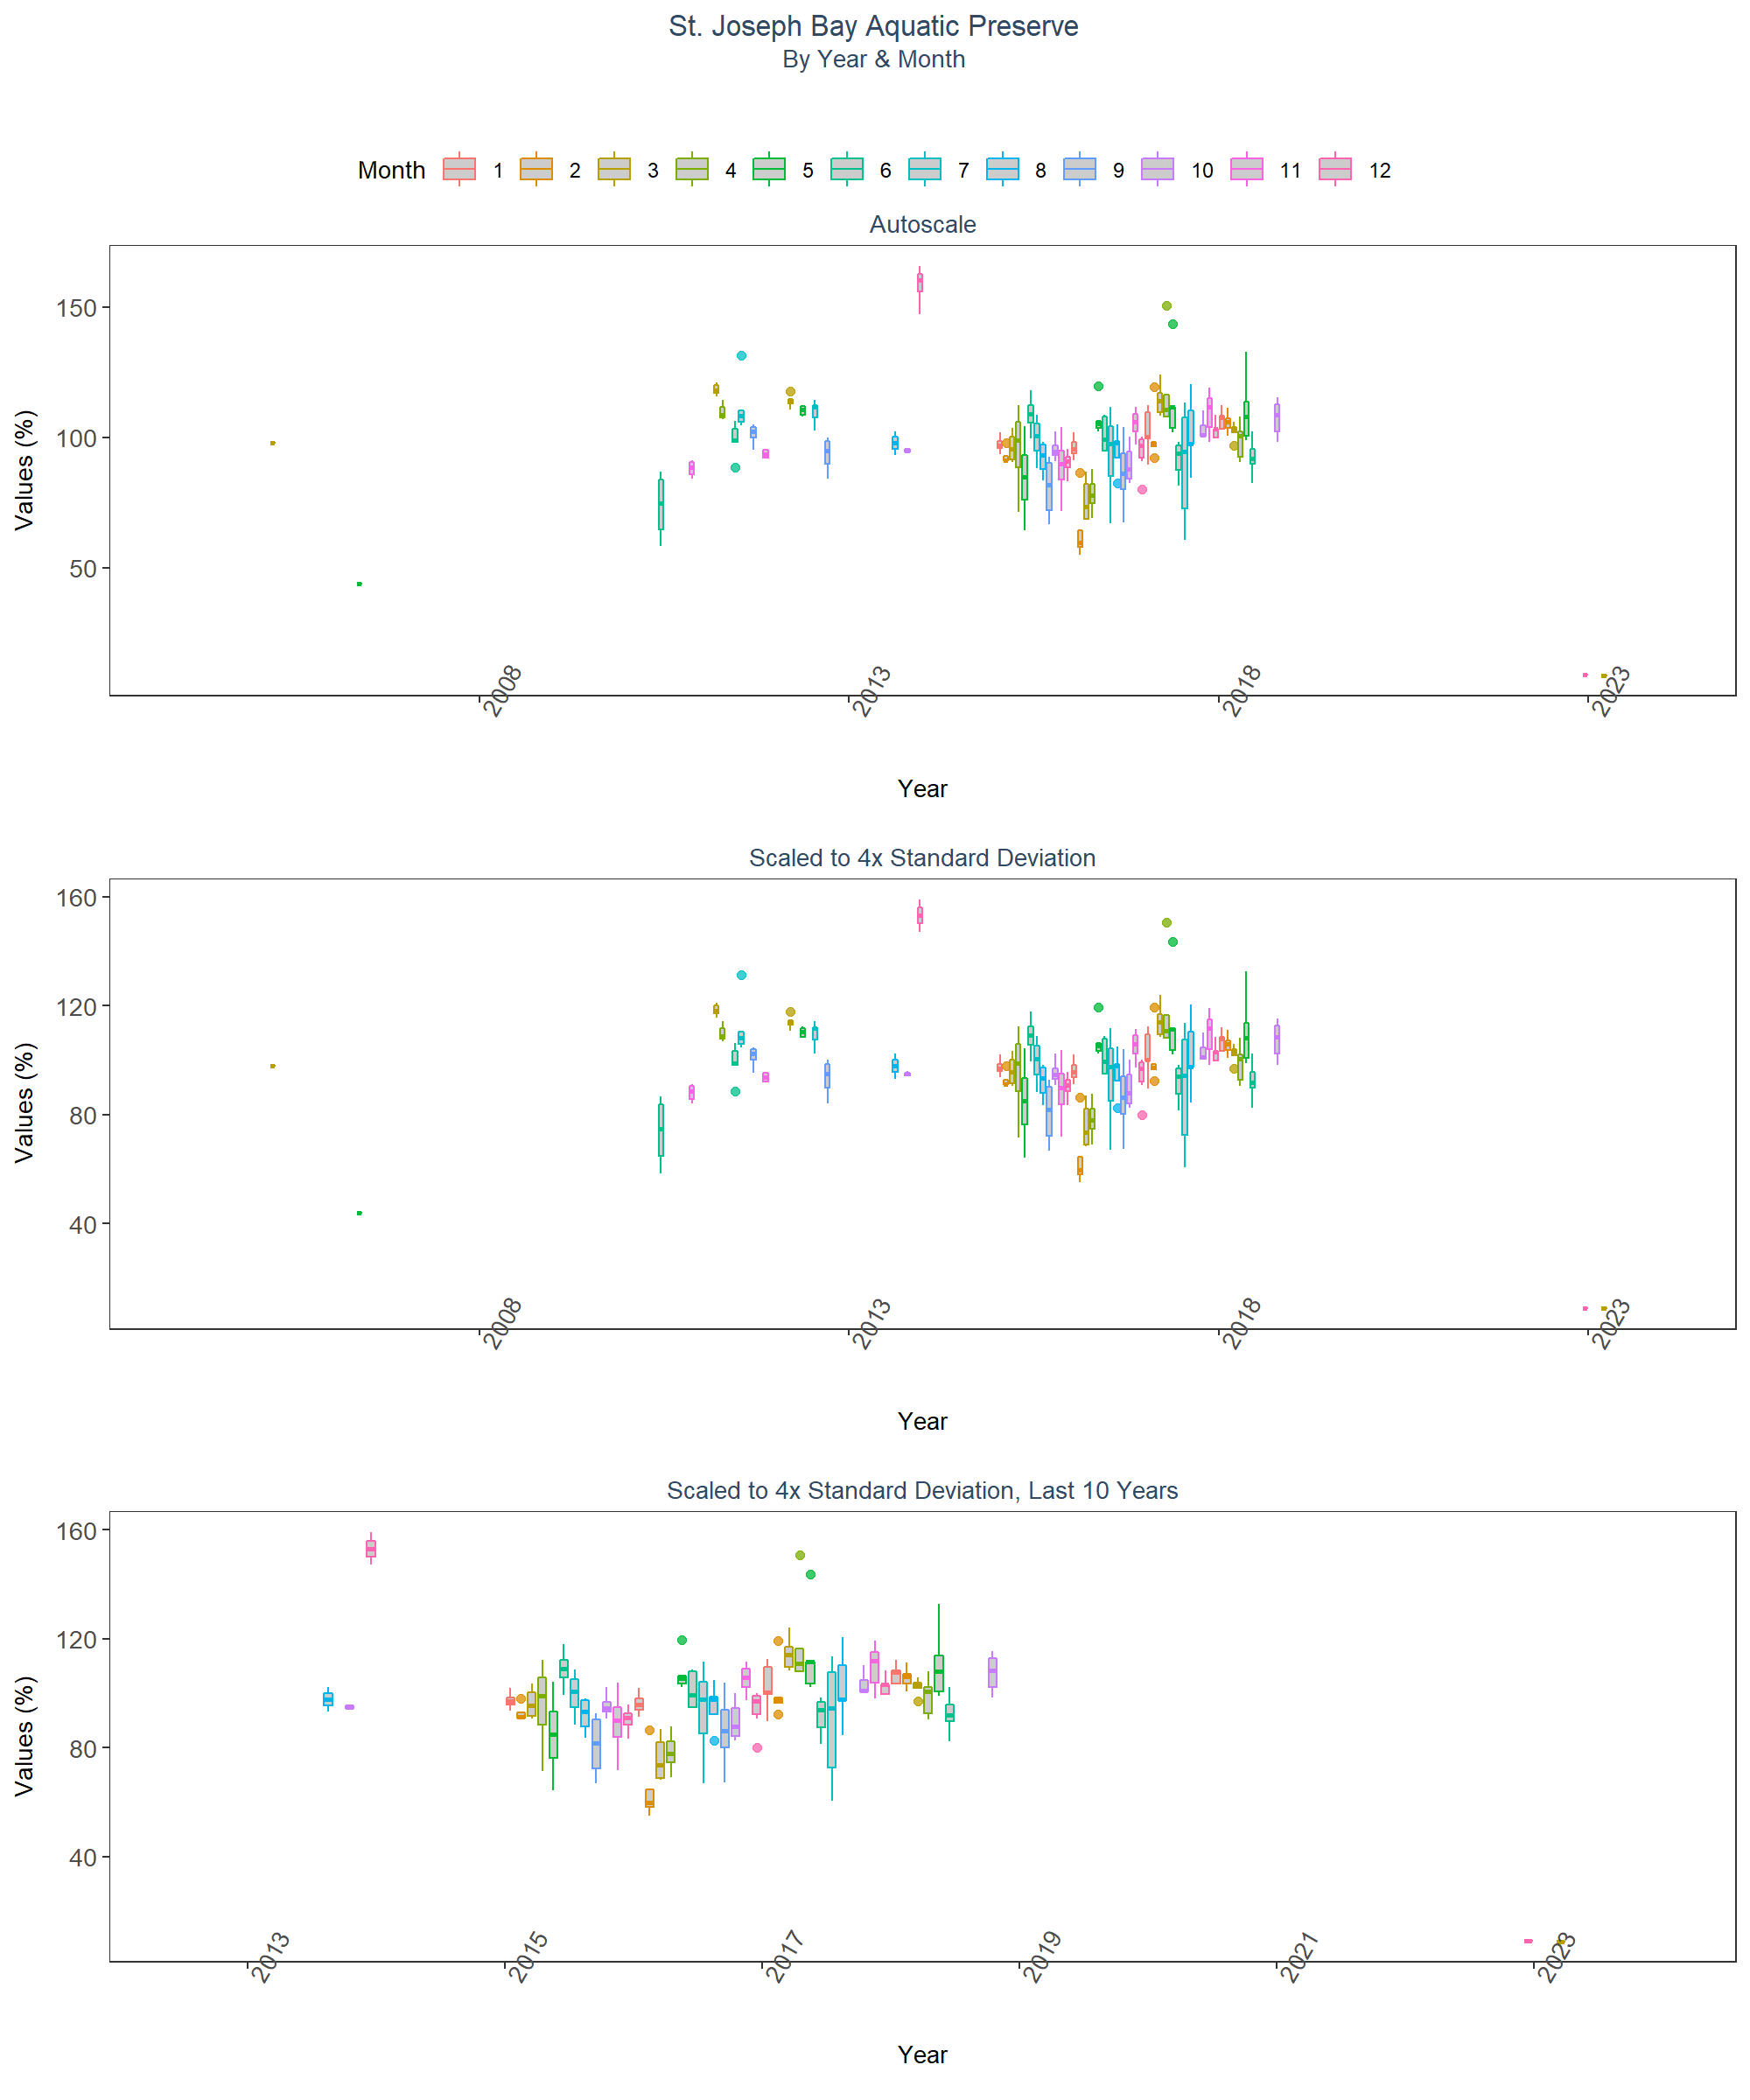 St. Joseph Bay Aquatic Preserve
By Year & Month
Month 1 2 3 4 5 6 7 8 9 10 11 12
Autoscale
Values (%)
150
100
50
2008 2013 2018 2023
Year
Scaled to 4x Standard Deviation
Values (%)
160
120
80
40
2008 2013 2018 2023
Year
Scaled to 4x Standard Deviation, Last 10 Years
Values (%)
160
120
80
40
2013 2015 2017 2019 2021 2023
Year